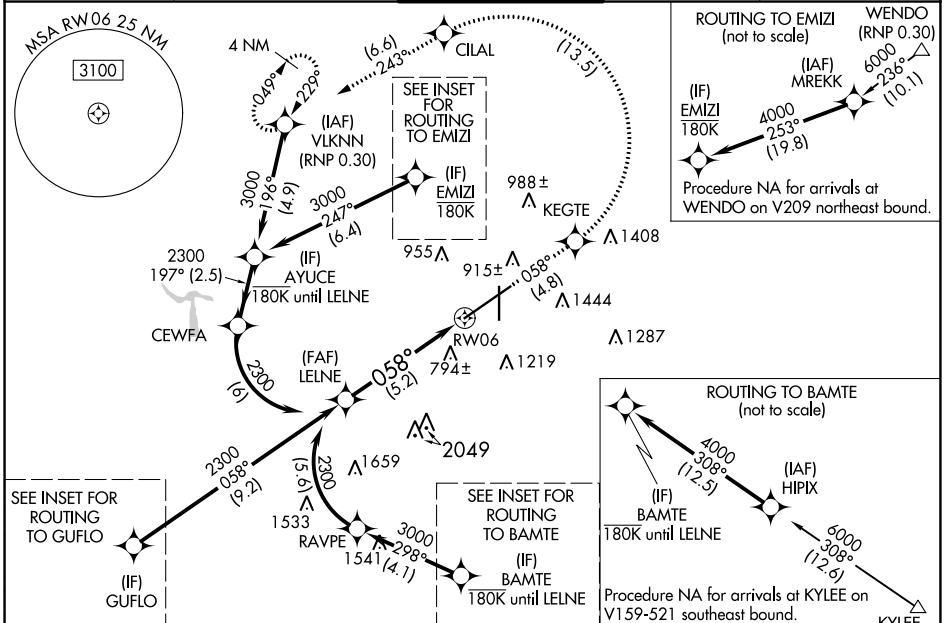 MSA RW06 25 NM
3100
4 NM
049°
229°
(6.6)
243°
CILAL
(13.5)
(IAF)
VLKNN
(RNP 0.30)
SEE INSET
FOR
ROUTING
TO EMIZI
(IF)
EMIZI
180K
3000
196°
(4.9)
3000
247°
(6.4)
988±
KEGTE
1408
955
915±
058°
(4.8)
1444
2300
197° (2.5)
(IF)
AYUCE
180K until LELNE
CEWFA
2300
(6)
(FAF)
LELNE
058°
(5.2)
RW06
794±
1219
1287
2300
058°
(9.2)
2049
2300
(5.6)
1659
1533
RAVPE
1541
3000
298°
(4.1)
SEE INSET FOR
ROUTING
TO GUFLO
(IF)
GUFLO
SEE INSET FOR
ROUTING
TO BAMTE
(IF)
BAMTE
180K until LELNE
ROUTING TO EMIZI
(not to scale)
WENDO
(RNP 0.30)
6000
236°
(10.1)
(IAF)
MREKK
4000
253°
(19.8)
(IF)
EMIZI
180K
Procedure NA for arrivals at
WENDO on V209 northeast bound.
ROUTING TO BAMTE
(not to scale)
4000
308°
(12.5)
(IAF)
HIPIX
(IF)
BAMTE
180K until LELNE
6000
308°
(12.6)
Procedure NA for arrivals at KYLEE on
V159-521 southeast bound.
KYLEE